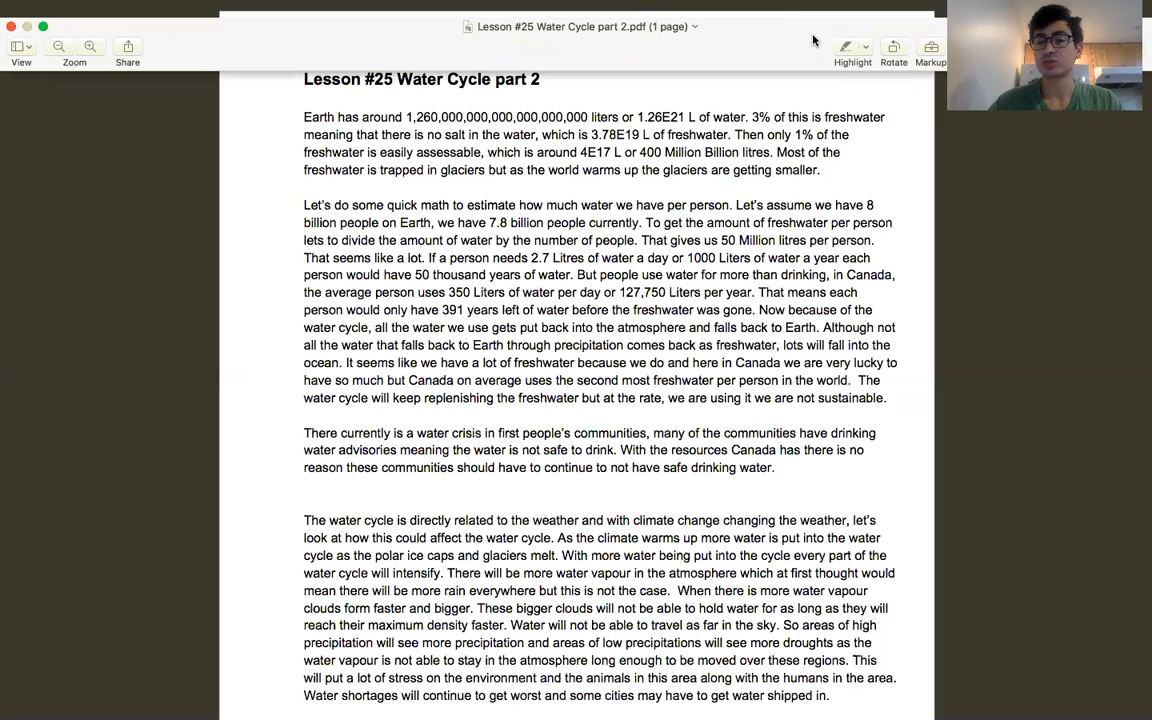 Lesson #25 Water Cycle part 2.pdf (1 page)
View
Zoom
Share
Highlight
Rotate
Markup
Lesson #25 Water Cycle part 2
Earth has around 1,260,000,000,000,000,000,000 liters or 1.26E21 L of water. 3% of this is freshwater
meaning that there is no salt in the water, which is 3.78E19 L of freshwater. Then only 1% of the
freshwater is easily assessable, which is around 4E17 L or 400 Million Billion litres. Most of the
freshwater is trapped in glaciers but as the world warms up the glaciers are getting smaller.
Let's do some quick math to estimate how much water we have per person. Let's assume we have 8
billion people on Earth, we have 7.8 billion people currently. To get the amount of freshwater per person
lets to divide the amount of water by the number of people. That gives us 50 Million litres per person.
That seems like a lot. If a person needs 2.7 Litres of water a day or 1000 Liters of water a year each
person would have 50 thousand years of water. But people use water for more than drinking, in Canada,
the average person uses 350 Liters of water per day or 127,750 Liters per year. That means each
person would only have 391 years left of water before the freshwater was gone. Now because of the
water cycle, all the water we use gets put back into the atmosphere and falls back to Earth. Although not
all the water that falls back to Earth through precipitation comes back as freshwater, lots will fall into the
ocean. It seems like we have a lot of freshwater because we do and here in Canada we are very lucky to
have so much but Canada on average uses the second most freshwater per person in the world. The
water cycle will keep replenishing the freshwater but at the rate, we are using it we are not sustainable.
There currently is a water crisis in first people's communities, many of the communities have drinking
water advisories meaning the water is not safe to drink. With the resources Canada has there is no
reason these communities should have to continue to not have safe drinking water.
The water cycle is directly related to the weather and with climate change changing the weather, let's
look at how this could affect the water cycle. As the climate warms up more water is put into the water
cycle as the polar ice caps and glaciers melt. With more water being put into the cycle every part of the
water cycle will intensify. There will be more water vapour in the atmosphere which at first thought would
mean there will be more rain everywhere but this is not the case. When there is more water vapour
clouds form faster and bigger. These bigger clouds will not be able to hold water for as long as they will
reach their maximum density faster. Water will not be able to travel as far in the sky. So areas of high
precipitation will see more precipitation and areas of low precipitations will see more droughts as the
water vapour is not able to stay in the atmosphere long enough to be moved over these regions. This
will put a lot of stress on the environment and the animals in this area along with the humans in the area.
Water shortages will continue to get worst and some cities may have to get water shipped in.